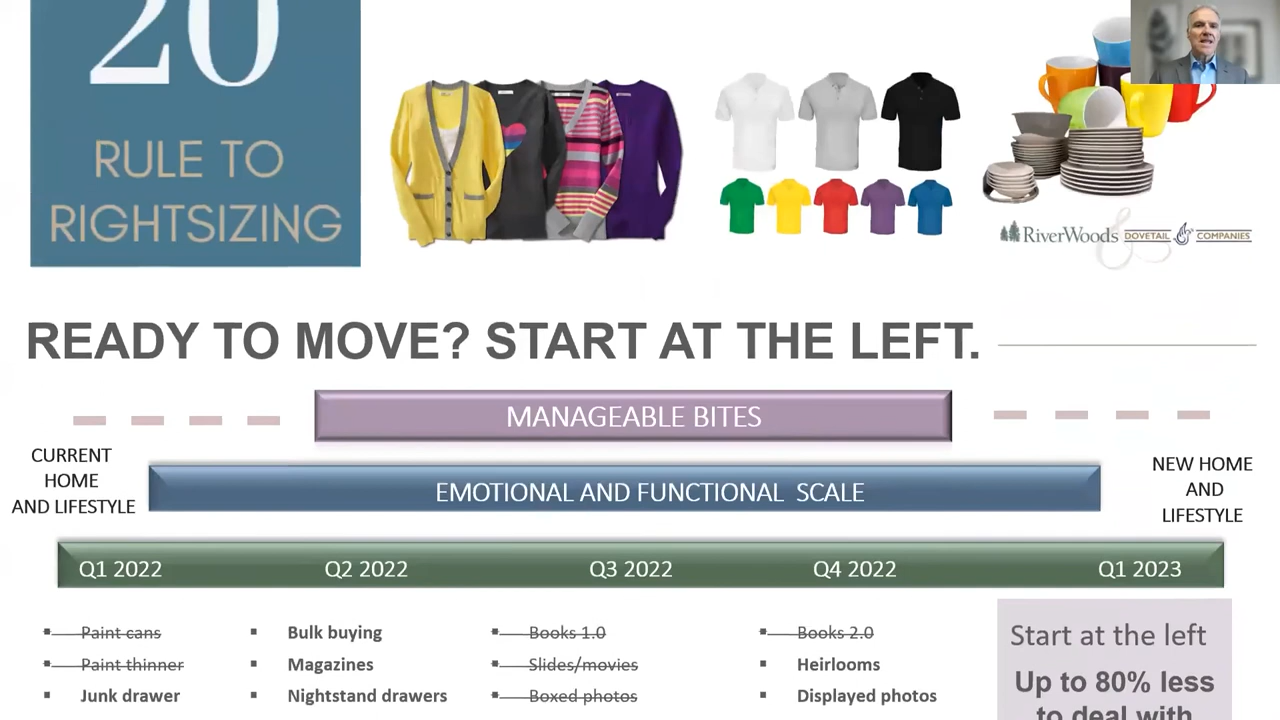 20
RULE TO
RIGHTSIZING
RiverWoods DOVETAIL COMPANIES
READY TO MOVE? START AT THE LEFT.
MANAGEABLE BITES
CURRENT
HOME
AND LIFESTYLE
EMOTIONAL AND FUNCTIONAL SCALE
NEW HOME
AND
LIFESTYLE
Q1 2022 Q2 2022 Q3 2022 Q4 2022 Q1 2023
Paint cans
Paint thinner
Junk drawer
Bulk buying
Magazines
Nightstand drawers
Books 1.0
Slides/movies
Boxed photos
Books 2.0
Heirlooms
Displayed photos
Start at the left
Up to 80% less
to deal with